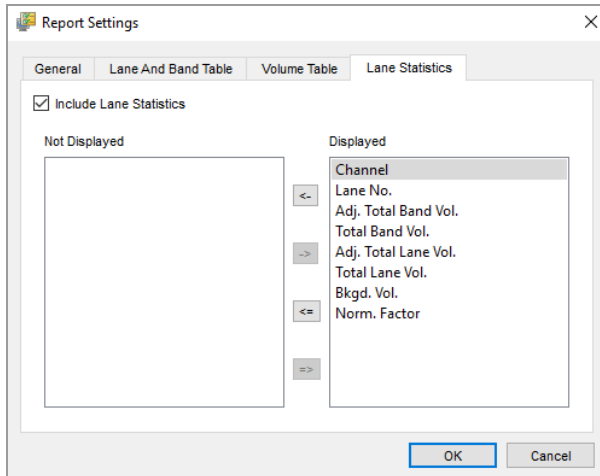 Report Settings
General Lane And Band Table Volume Table Lane Statistics
Include Lane Statistics
Not Displayed Displayed
Channel
<- Lane No.
Adj. Total Band Vol.
Total Band Vol.
-> Adj. Total Lane Vol.
Total Lane Vol.
Bkgd. Vol.
<= Norm. Factor
=>
OK Cancel